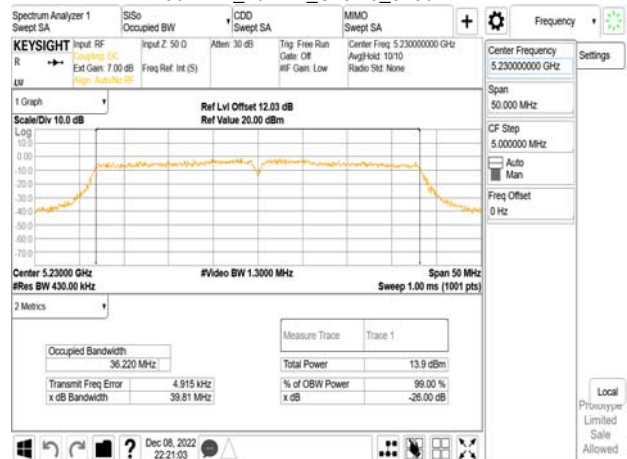 Spectrum Analyzer 1
Swept SA
SISo
Occupied BW
CDD
Swept SA
MIMO
Swept SA
+
Frequency
KEYSIGHT
R
Input: RF
Coupling: DC
Ext Gain: 7.00 dB
Align: Auto/No RF
Input Z: 50 Ω
Freq Ref: Int (S)
Atten: 30 dB
Trig: Free Run
Gate: Off
#IF Gain: Low
Center Freq: 5.230000000 GHz
Avg|Hold: 10/10
Radio Std: None
Center Frequency
5.230000000 GHz
Settings
Span
50.000 MHz
CF Step
5.000000 MHz
Auto
Man
Freq Offset
0 Hz
1 Graph
Scale/Div 10.0 dB
Ref Lvl Offset 12.03 dB
Ref Value 20.00 dBm
Log
10.0
0.00
-10.0
-20.0
-30.0
-40.0
-50.0
-60.0
-70.0
Center 5.23000 GHz
#Res BW 430.00 kHz
#Video BW 1.3000 MHz
Span 50 MHz
Sweep 1.00 ms (1001 pts)
2 Metrics
Measure Trace
Trace 1
Occupied Bandwidth
36.220 MHz
Total Power
13.9 dBm
Transmit Freq Error
4.915 kHz
% of OBW Power
99.00 %
x dB Bandwidth
39.81 MHz
x dB
-26.00 dB
Local
Prototype
Limited
Sale
Allowed
?
Dec 08, 2022
22:21:03